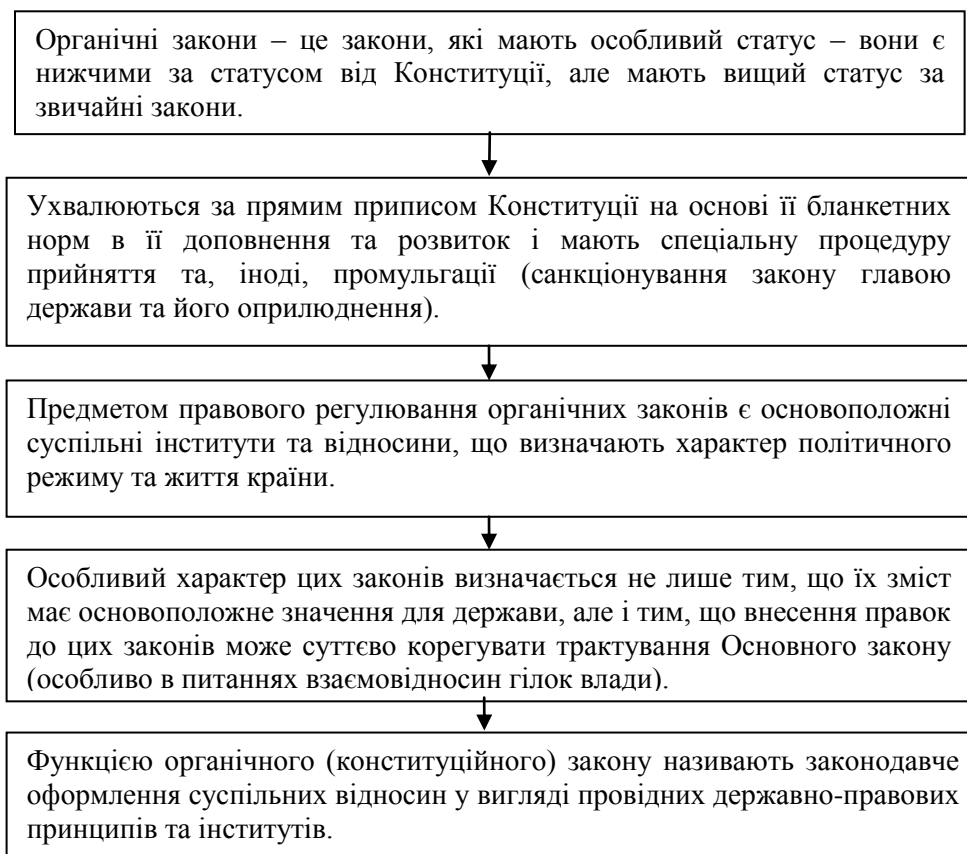 Органічні закони – це закони, які мають особливий статус – вони є
нижчими за статусом від Конституції, але мають вищий статус за
звичайні закони.
Ухвалюються за прямим приписом Конституції на основі її бланкетних
норм в її доповнення та розвиток і мають спеціальну процедуру
прийняття та, іноді, промульгації (санкціонування закону главою
держави та його оприлюднення).
Предметом правового регулювання органічних законів є основоположні
суспільні інститути та відносини, що визначають характер політичного
режиму та життя країни.
Особливий характер цих законів визначається не лише тим, що їх зміст
має основоположне значення для держави, але і тим, що внесення правок
до цих законів може суттєво корегувати трактування Основного закону
(особливо в питаннях взаємовідносин гілок влади).
Функцією органічного (конституційного) закону називають законодавче
оформлення суспільних відносин у вигляді провідних державно-правових
принципів та інститутів.